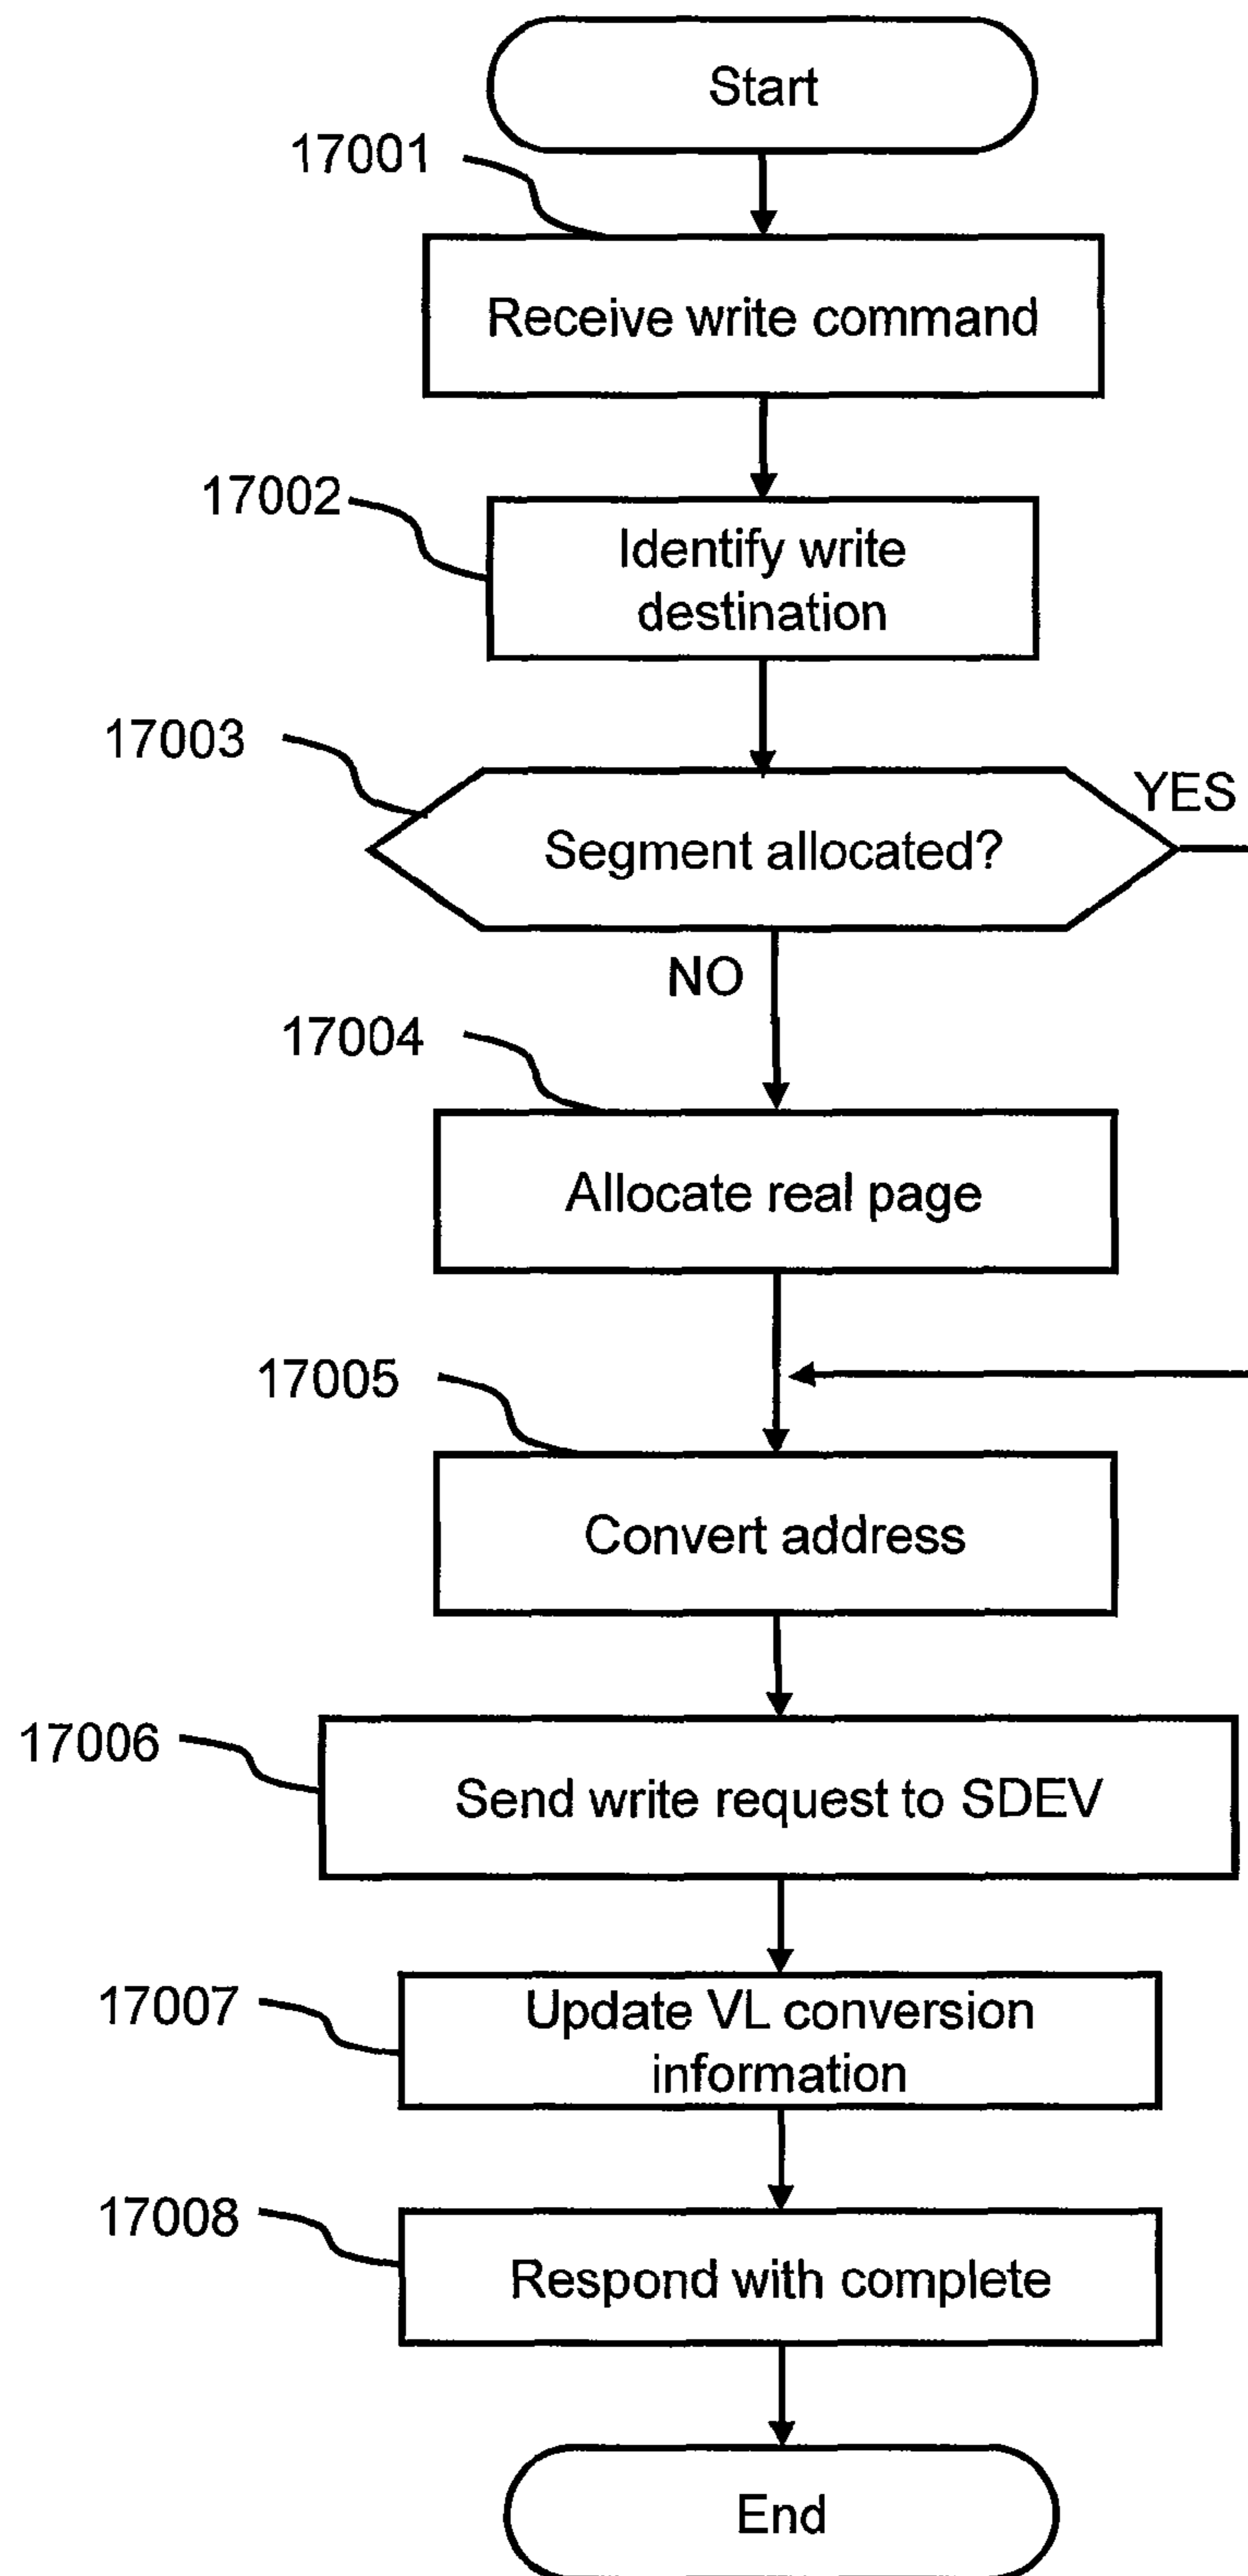 Start
17001
Receive write command
17002
Identify write
destination
17003
YES
Segment allocated?
NO
17004
Allocate real page
17005
Convert address
17006
Send write request to SDEV
17007
Update VL conversion
information
17008
Respond with complete
End